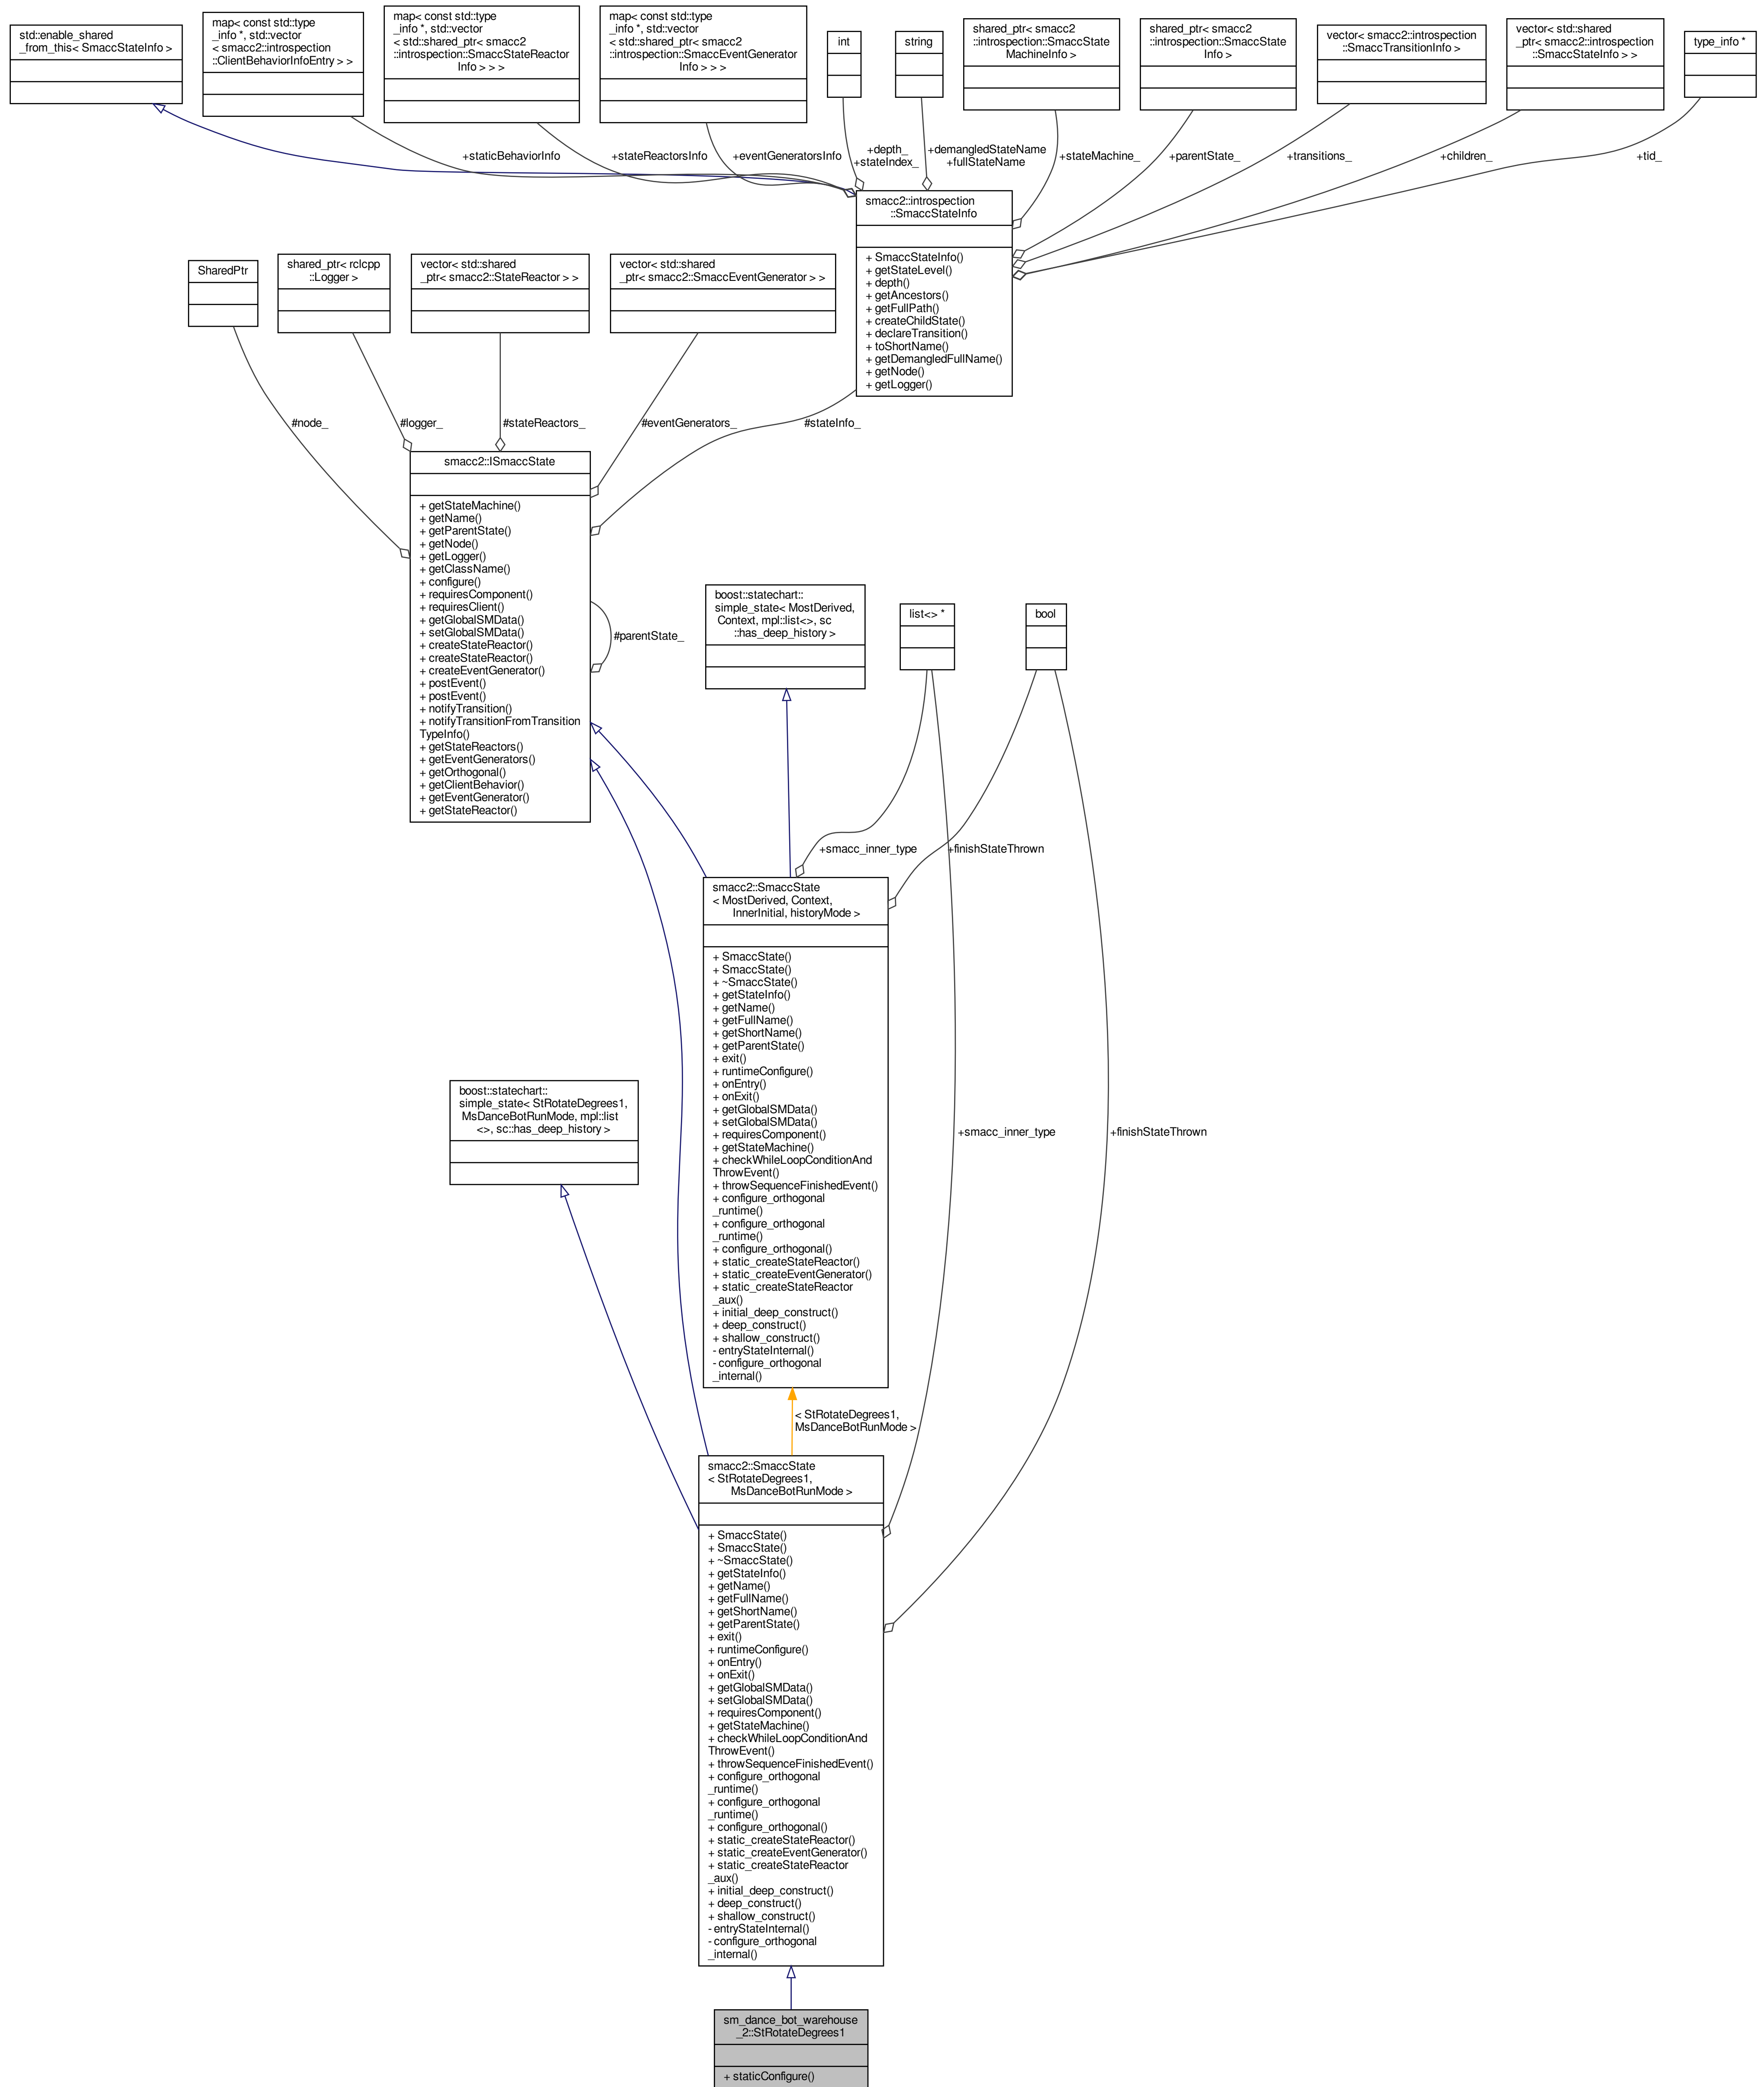 std::enable_shared
_from_this< SmaccStateInfo >
map< const std::type
_info *, std::vector
< smacc2::introspection
::ClientBehaviorInfoEntry > >
map< const std::type
_info *, std::vector
< std::shared_ptr< smacc2
::introspection::SmaccStateReactor
Info > > >
map< const std::type
_info *, std::vector
< std::shared_ptr< smacc2
::introspection::SmaccEventGenerator
Info > > >
int
string
shared_ptr< smacc2
::introspection::SmaccState
MachineInfo >
shared_ptr< smacc2
::introspection::SmaccState
Info >
vector< smacc2::introspection
::SmaccTransitionInfo >
vector< std::shared
_ptr< smacc2::introspection
::SmaccStateInfo > >
type_info *
+staticBehaviorInfo
+stateReactorsInfo
+eventGeneratorsInfo
+depth_
+stateIndex_
+demangledStateName
+fullStateName
+stateMachine_
+parentState_
+transitions_
+children_
+tid_
smacc2::introspection
::SmaccStateInfo
+ SmaccStateInfo()
+ getStateLevel()
+ depth()
+ getAncestors()
+ getFullPath()
+ createChildState()
+ declareTransition()
+ toShortName()
+ getDemangledFullName()
+ getNode()
+ getLogger()
SharedPtr
shared_ptr< rclcpp
::Logger >
vector< std::shared
_ptr< smacc2::StateReactor > >
vector< std::shared
_ptr< smacc2::SmaccEventGenerator > >
#node_
#logger_
#stateReactors_
#eventGenerators_
#stateInfo_
smacc2::ISmaccState
+ getStateMachine()
+ getName()
+ getParentState()
+ getNode()
+ getLogger()
+ getClassName()
+ configure()
+ requiresComponent()
+ requiresClient()
+ getGlobalSMData()
+ setGlobalSMData()
+ createStateReactor()
+ createStateReactor()
+ createEventGenerator()
+ postEvent()
+ postEvent()
+ notifyTransition()
+ notifyTransitionFromTransition
TypeInfo()
+ getStateReactors()
+ getEventGenerators()
+ getOrthogonal()
+ getClientBehavior()
+ getEventGenerator()
+ getStateReactor()
#parentState_
boost::statechart::
simple_state< MostDerived,
Context, mpl::list<>, sc
::has_deep_history >
list<> *
bool
+smacc_inner_type
+finishStateThrown
smacc2::SmaccState
< MostDerived, Context,
InnerInitial, historyMode >
+ SmaccState()
+ SmaccState()
+ ~SmaccState()
+ getStateInfo()
+ getName()
+ getFullName()
+ getShortName()
+ getParentState()
+ exit()
+ runtimeConfigure()
+ onEntry()
+ onExit()
+ getGlobalSMData()
+ setGlobalSMData()
+ requiresComponent()
+ getStateMachine()
+ checkWhileLoopConditionAnd
ThrowEvent()
+ throwSequenceFinishedEvent()
+ configure_orthogonal
_runtime()
+ configure_orthogonal
_runtime()
+ configure_orthogonal()
+ static_createStateReactor()
+ static_createEventGenerator()
+ static_createStateReactor
_aux()
+ initial_deep_construct()
+ deep_construct()
+ shallow_construct()
- entryStateInternal()
- configure_orthogonal
_internal()
boost::statechart::
simple_state< StRotateDegrees1,
MsDanceBotRunMode, mpl::list
<>, sc::has_deep_history >
+smacc_inner_type
+finishStateThrown
< StRotateDegrees1,
MsDanceBotRunMode >
smacc2::SmaccState
< StRotateDegrees1,
MsDanceBotRunMode >
+ SmaccState()
+ SmaccState()
+ ~SmaccState()
+ getStateInfo()
+ getName()
+ getFullName()
+ getShortName()
+ getParentState()
+ exit()
+ runtimeConfigure()
+ onEntry()
+ onExit()
+ getGlobalSMData()
+ setGlobalSMData()
+ requiresComponent()
+ getStateMachine()
+ checkWhileLoopConditionAnd
ThrowEvent()
+ throwSequenceFinishedEvent()
+ configure_orthogonal
_runtime()
+ configure_orthogonal
_runtime()
+ configure_orthogonal()
+ static_createStateReactor()
+ static_createEventGenerator()
+ static_createStateReactor
_aux()
+ initial_deep_construct()
+ deep_construct()
+ shallow_construct()
- entryStateInternal()
- configure_orthogonal
_internal()
sm_dance_bot_warehouse
_2::StRotateDegrees1
+ staticConfigure()